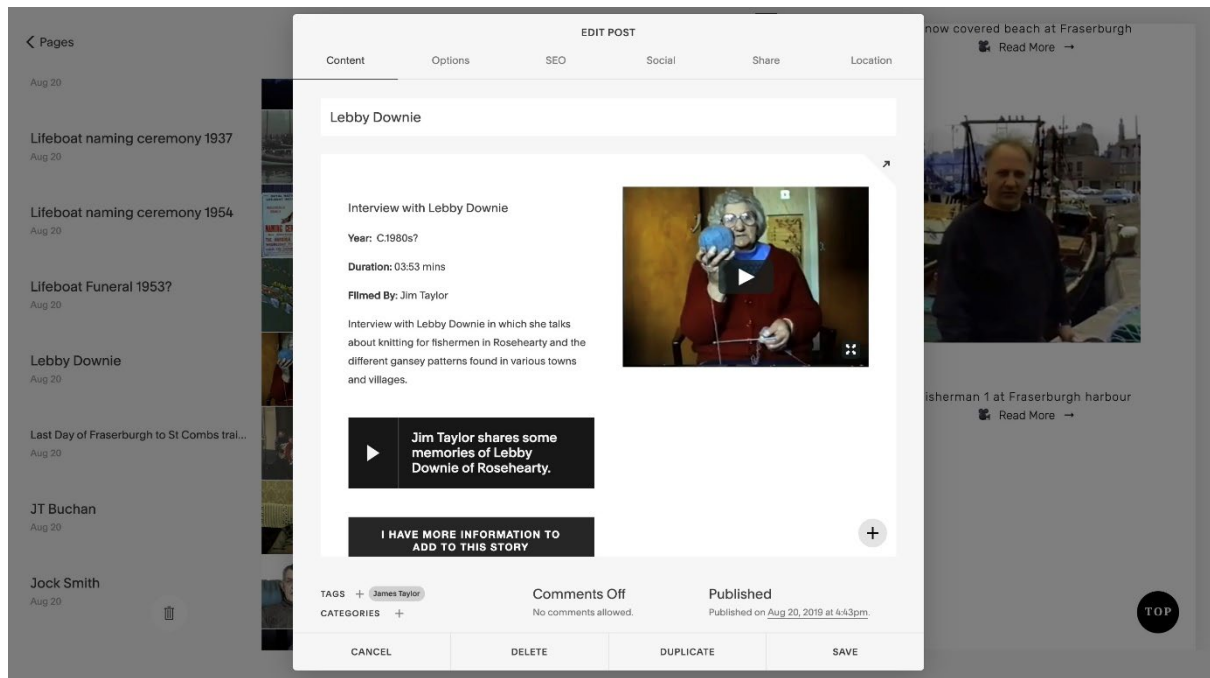 Pages
Aug 20
Lifeboat naming ceremony 1937
Aug 20
Lifeboat naming ceremony 1954
Aug 20
Lifeboat Funeral 1953?
Aug 20
Lebby Downie
Aug 20
Last Day of Fraserburgh to St Combs trai...
Aug 20
JT Buchan
Aug 20
Jock Smith
Aug 20
EDIT POST
Content Options SEO Social Share Location
Lebby Downie
Interview with Lebby Downie
Year: C.1980s?
Duration: 03:53 mins
Filmed By: Jim Taylor
Interview with Lebby Downie in which she talks
about knitting for fishermen in Rosehearty and the
different gansey patterns found in various towns
and villages.
Jim Taylor shares some
memories of Lebby
Downie of Rosehearty.
I HAVE MORE INFORMATION TO
ADD TO THIS STORY
TAGS + James Taylor
CATEGORIES +
Comments Off
No comments allowed.
Published
Published on Aug 20, 2019 at 4:43pm.
CANCEL DELETE DUPLICATE SAVE
now covered beach at Fraserburgh
Read More →
isherman 1 at Fraserburgh harbour
Read More →
TOP